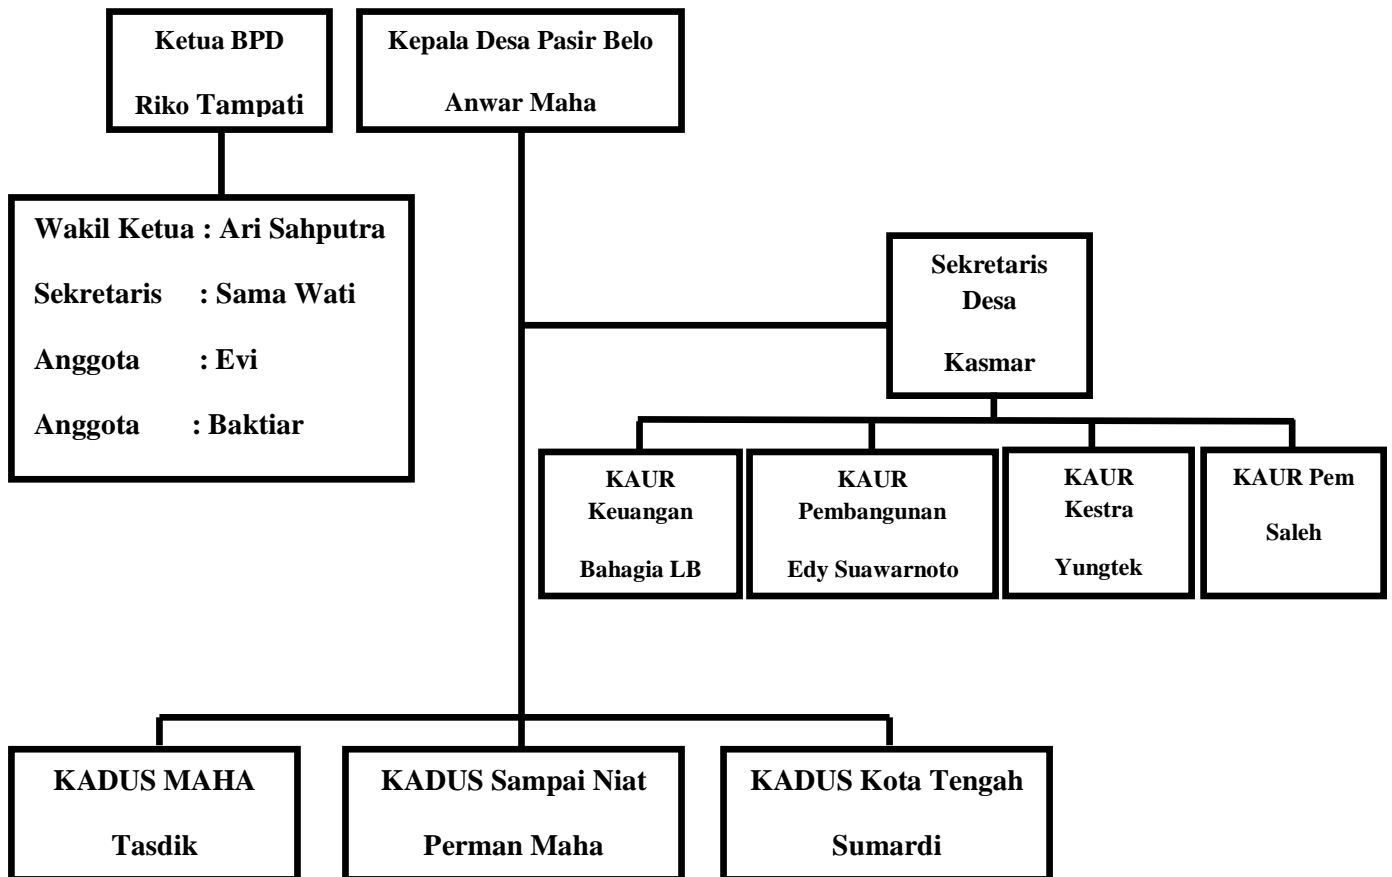 Ketua BPD
Riko Tampati
Kepala Desa Pasir Belo
Anwar Maha
Wakil Ketua : Ari Sahputra
Sekretaris : Sama Wati
Anggota : Evi
Anggota : Baktiar
Sekretaris
Desa
Kasmar
KAUR
Keuangan
Bahagia LB
KAUR
Pembangunan
Edy Suawarnoto
KAUR
Kestra
Yungtek
KAUR Pem
Saleh
KADUS MAHA
Tasdik
KADUS Sampai Niat
Perman Maha
KADUS Kota Tengah
Sumardi